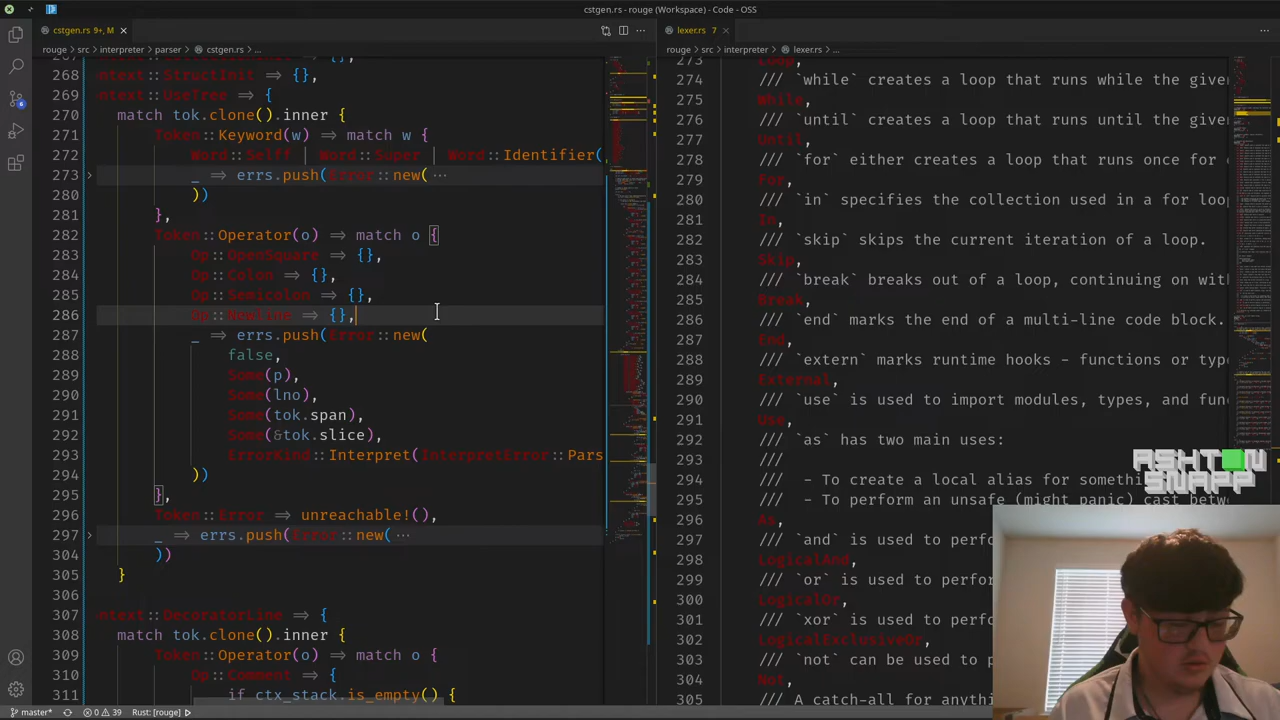 cstgen.rs - rouge (Workspace) - Code - OSS
cstgen.rs 9+, M
lexer.rs 7
rouge > src > interpreter > parser > cstgen.rs > ...
rouge > src > interpreter > lexer.rs > ...
268 ntext::StructInit => {},
269 ntext::UseTree => {
270 match tok.clone().inner {
271 Token::Keyword(w) => match w {
272 Word::Selff | Word::Super | Word::Identifier(
273 _ => errs.push(Error::new( ...
280 ))
281 },
282 Token::Operator(o) => match o {
283 Op::OpenSquare => {},
284 Op::Colon => {},
285 Op::Semicolon => {},
286 Op::Newline => {},
287 _ => errs.push(Error::new(
288 false,
289 Some(p),
290 Some(lno),
291 Some(tok.span),
292 Some(&tok.slice),
293 ErrorKind::Interpret(InterpretError::Pars
294 ))
295 },
296 Token::Error => unreachable!(),
297 _ => errs.push(Error::new( ...
304 ))
305 }
306
307 ntext::DecoratorLine => {
308 match tok.clone().inner {
309 Token::Operator(o) => match o {
310 Op::Comment => {
311 if ctx_stack.is_empty() {
273 Loop,
274 /// `while` creates a loop that runs while the give
275 While,
276 /// `until` creates a loop that runs until the give
277 Until,
278 /// `for` either creates a loop that runs once for
279 For,
280 /// `in` specifies the collection used in a for loop
281 In,
282 /// `skip` skips the current iteration of a loop.
283 Skip,
284 /// `break` breaks out of a loop, continuing with
285 Break,
286 /// `end` marks the end of a multi-line code block.
287 End,
288 /// `extern` marks runtime hooks - functions or type
289 External,
290 /// `use` is used to import modules, types, and fun
291 Use,
292 /// `as` has two main uses:
293 ///
294 /// - To create a local alias for somethi
295 /// - To perform an unsafe (might panic) cast betw
296 As,
297 /// `and` is used to perfo
298 LogicalAnd,
299 /// `or` is used to perform
300 LogicalOr,
301 /// `xor` is used to perfo
302 LogicalExclusiveOr,
303 /// `not` can be used to p
304 Not,
305 /// A catch-all for anythin
ASHTON
SNAPP
master* 0 39 Rust: [rouge]